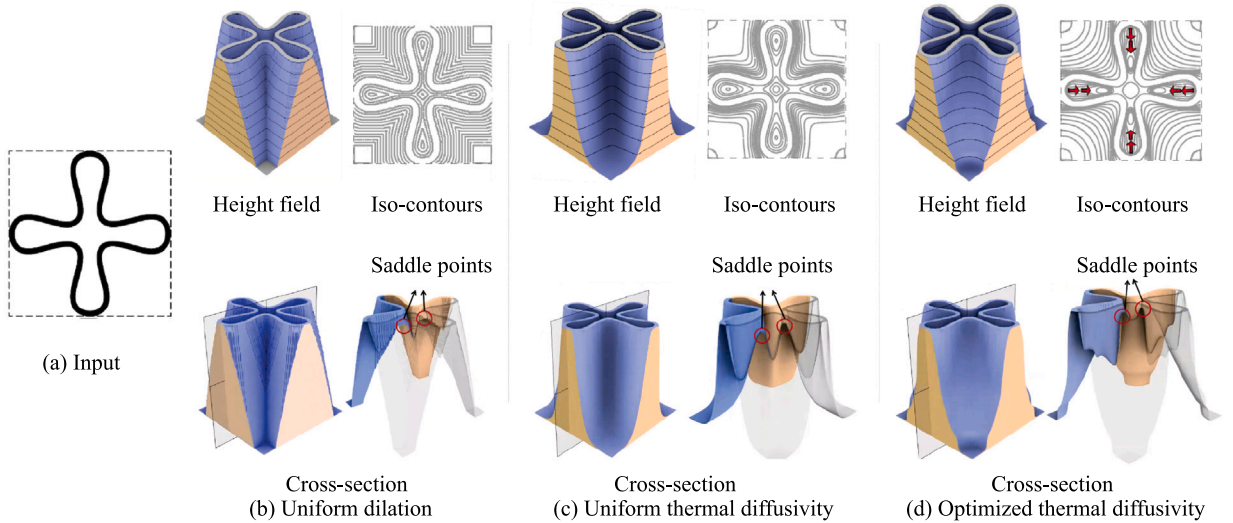 Height field
Iso-contours
Height field
Iso-contours
Height field
Iso-contours
Saddle points
Saddle points
Saddle points
(a) Input
Cross-section
Cross-section
Cross-section
(b) Uniform dilation
(c) Uniform thermal diffusivity
(d) Optimized thermal diffusivity